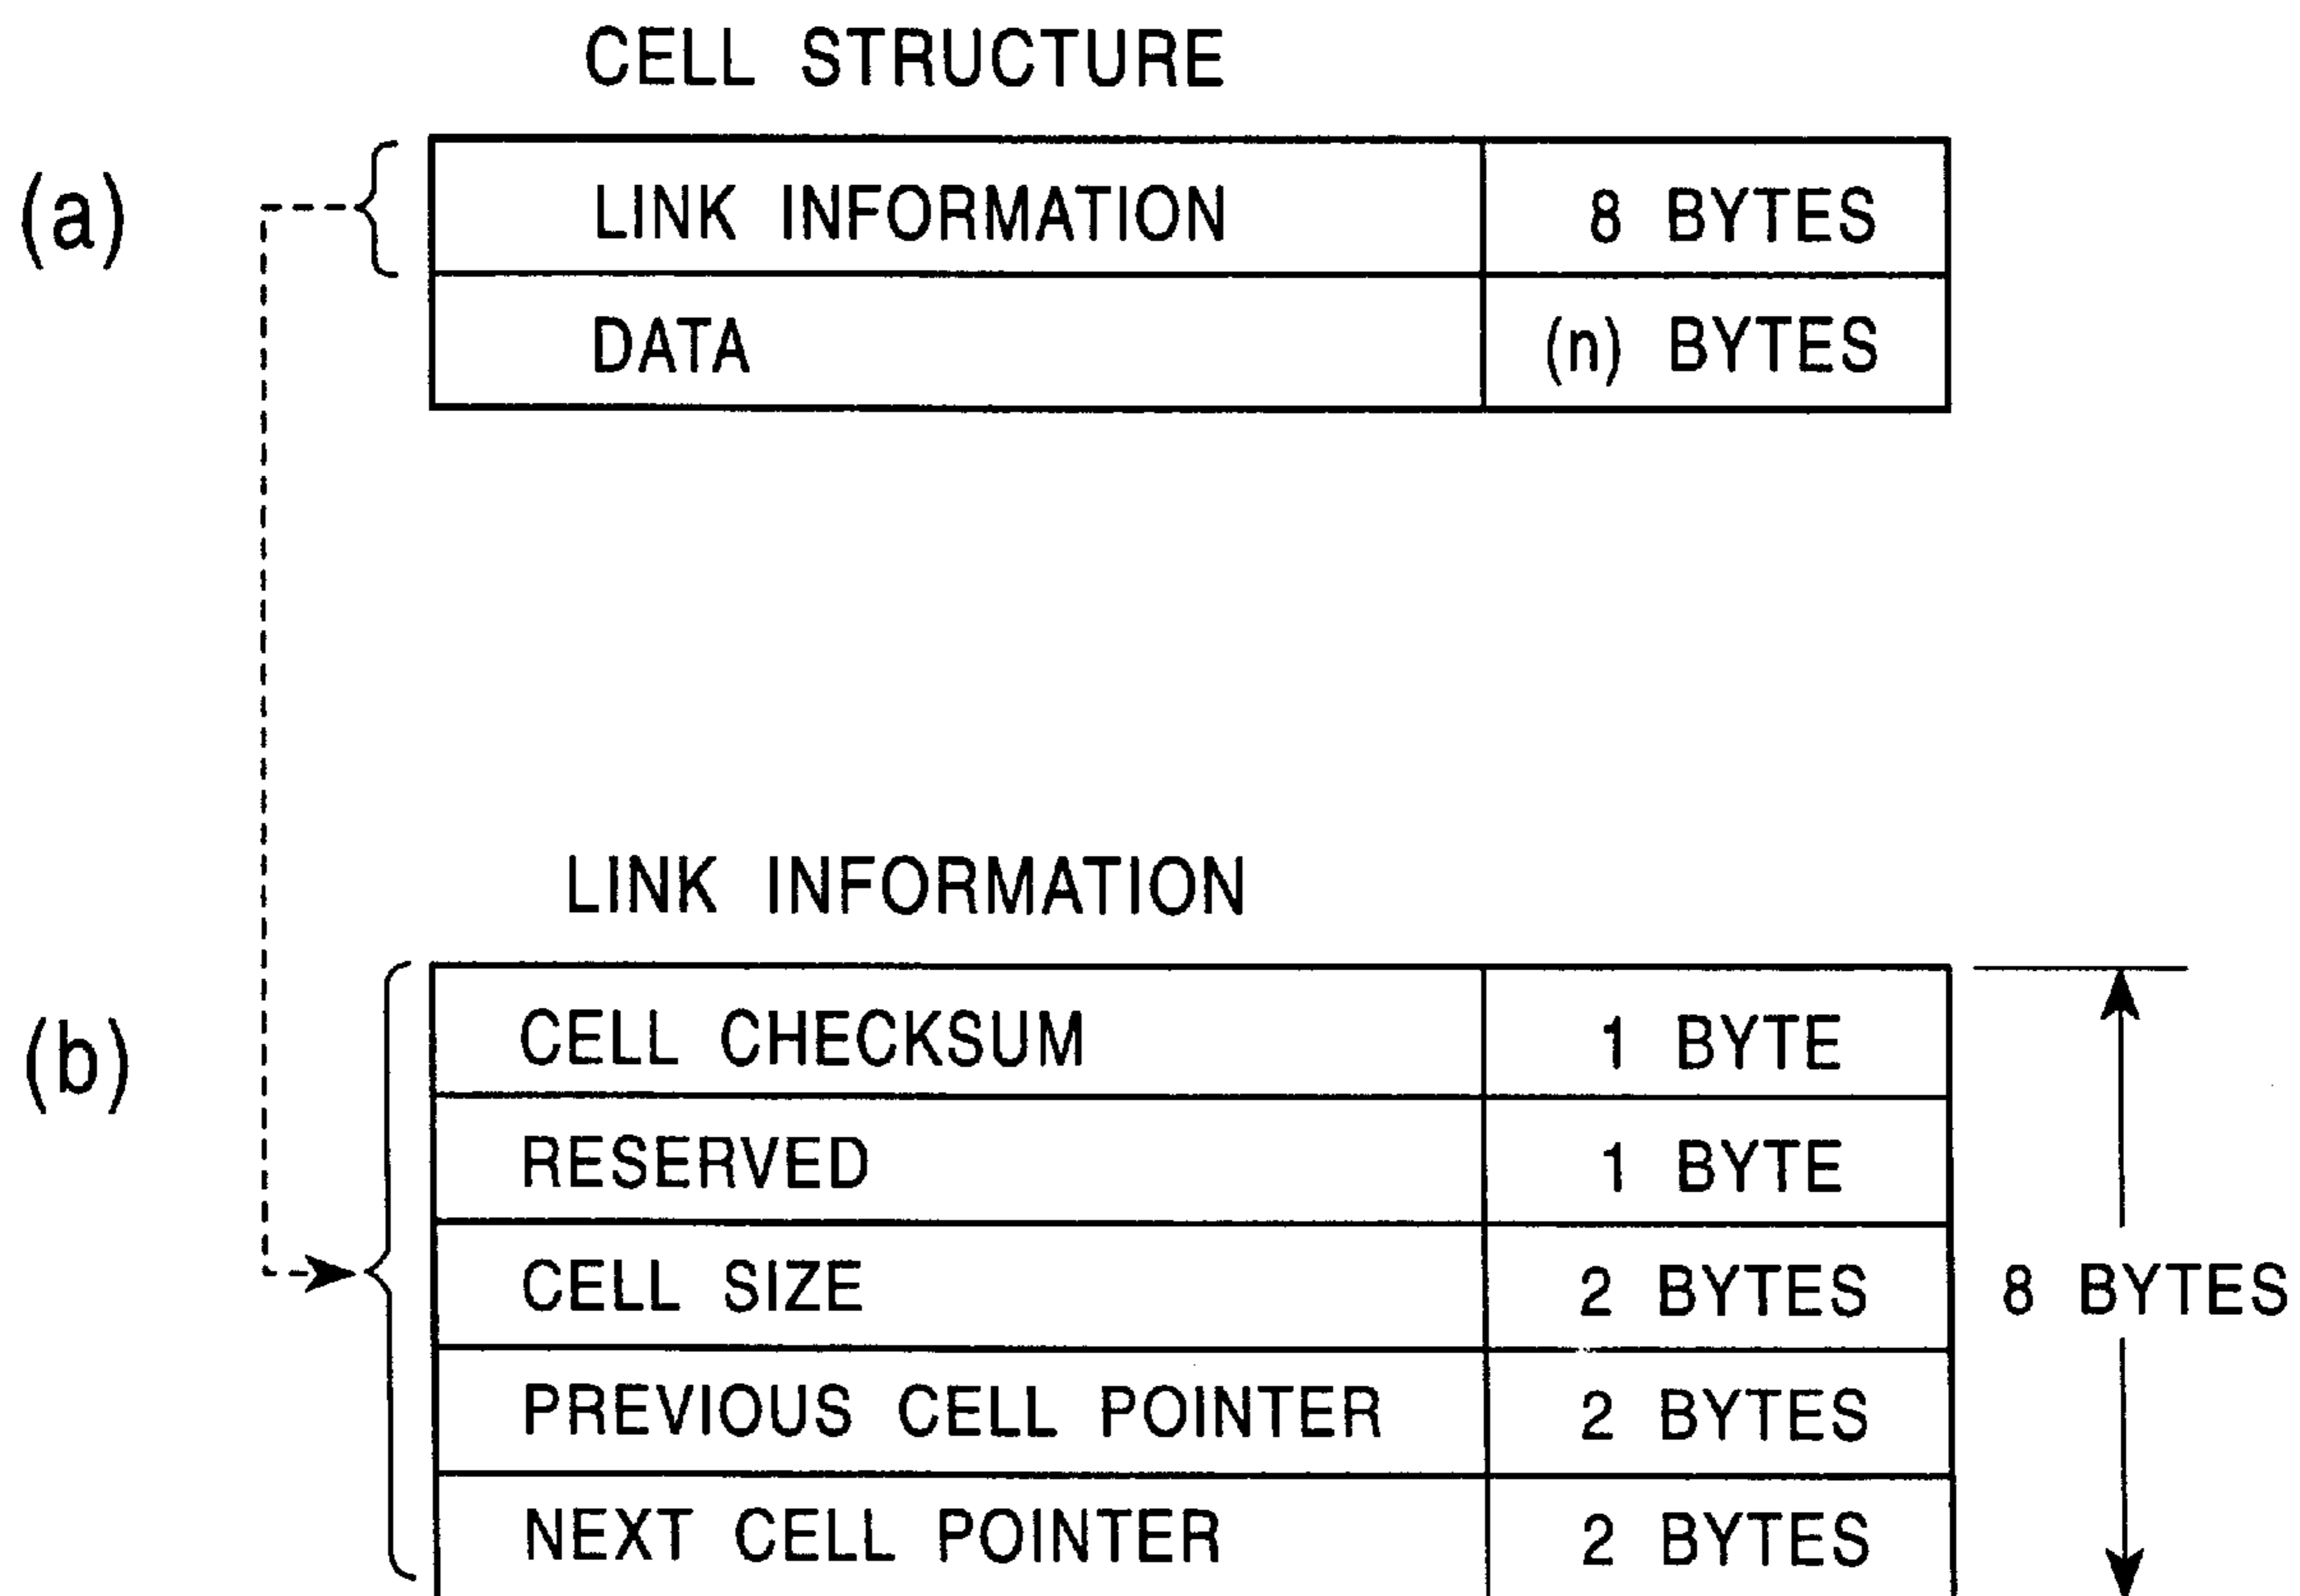 CELL STRUCTURE
(a)
LINK INFORMATION 8 BYTES
DATA (n) BYTES
LINK INFORMATION
(b)
CELL CHECKSUM 1 BYTE
RESERVED 1 BYTE
CELL SIZE 2 BYTES
8 BYTES
PREVIOUS CELL POINTER 2 BYTES
NEXT CELL POINTER 2 BYTES